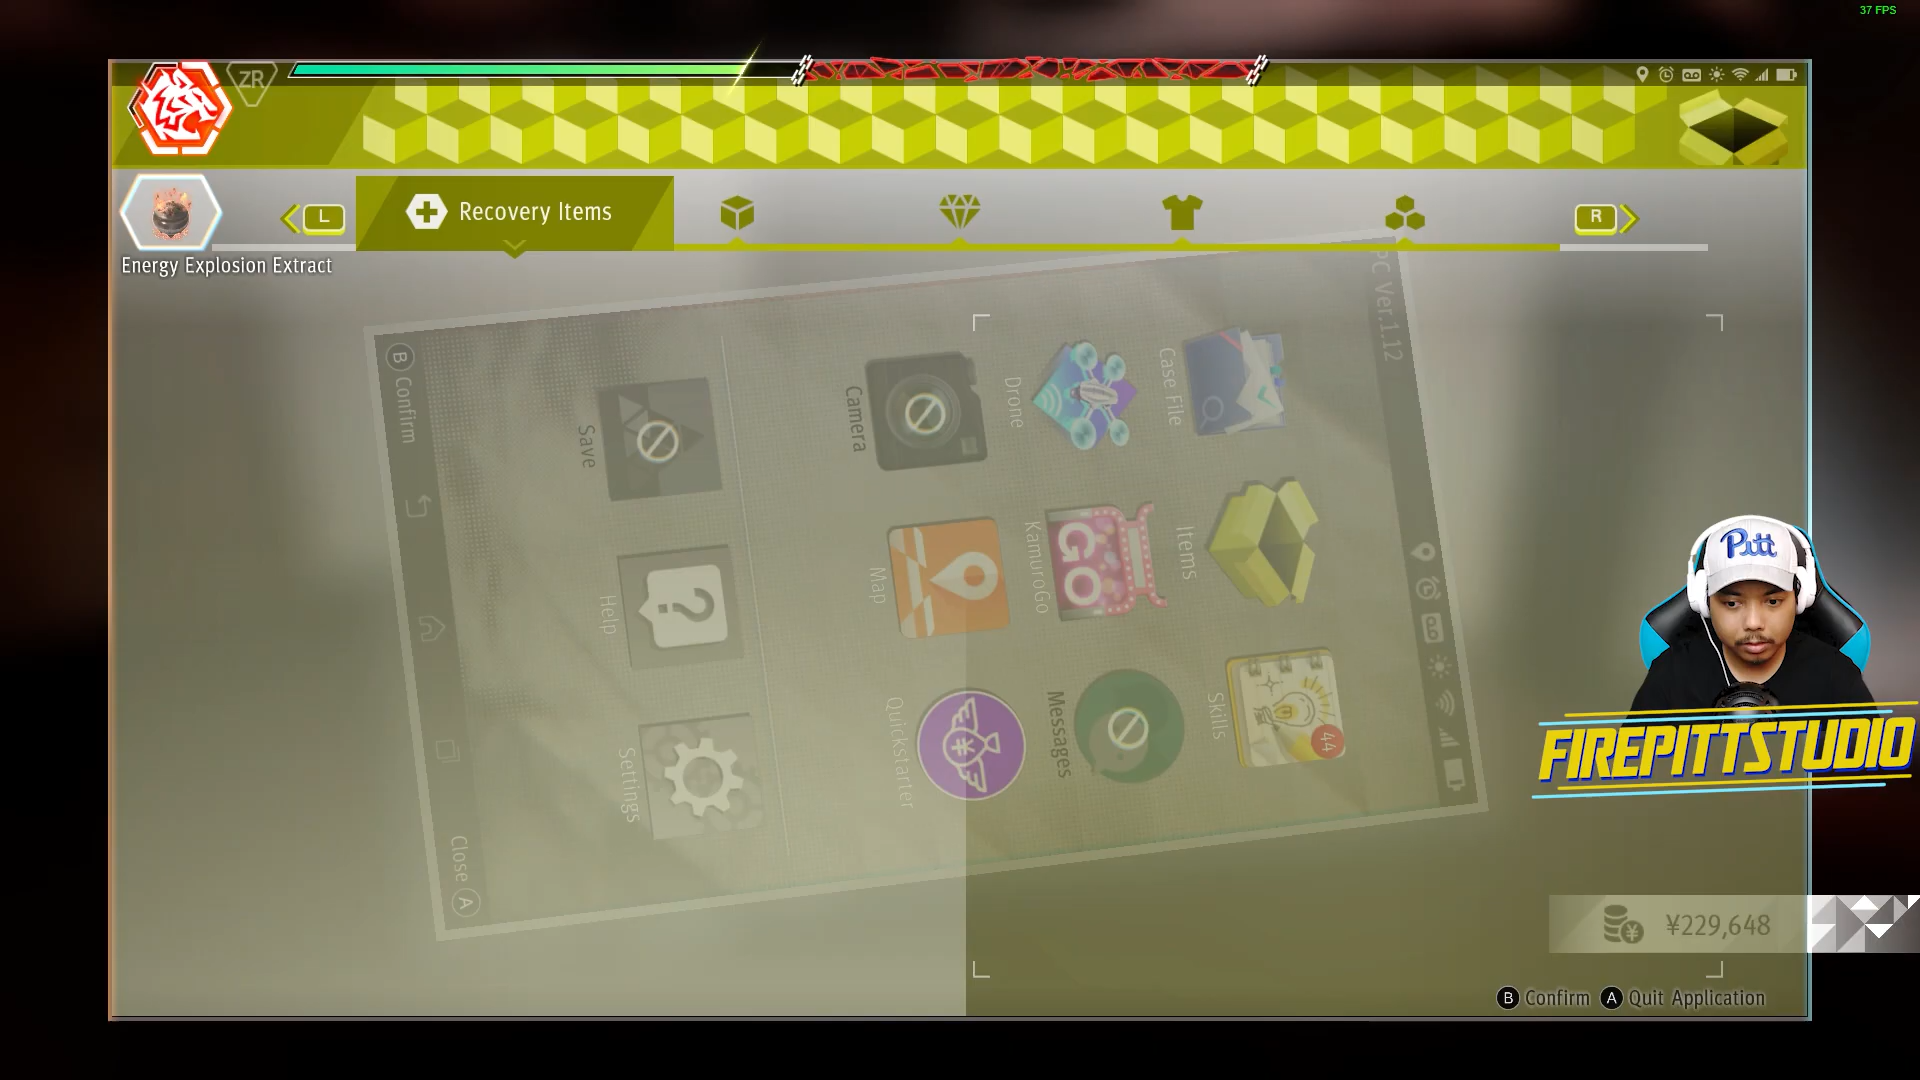 37 FPS
ZR
L
Recovery Items
R
Energy Explosion Extract
PC Ver.1.12
Case File
Drone
Camera
Save
B Confirm
Items
KamuroGo
GO
Map
Help
Skills
44
Messages
Quickstarter
Settings
Close A
Pitt
FIREPITTSTUDIO
¥229,648
B Confirm A Quit Application